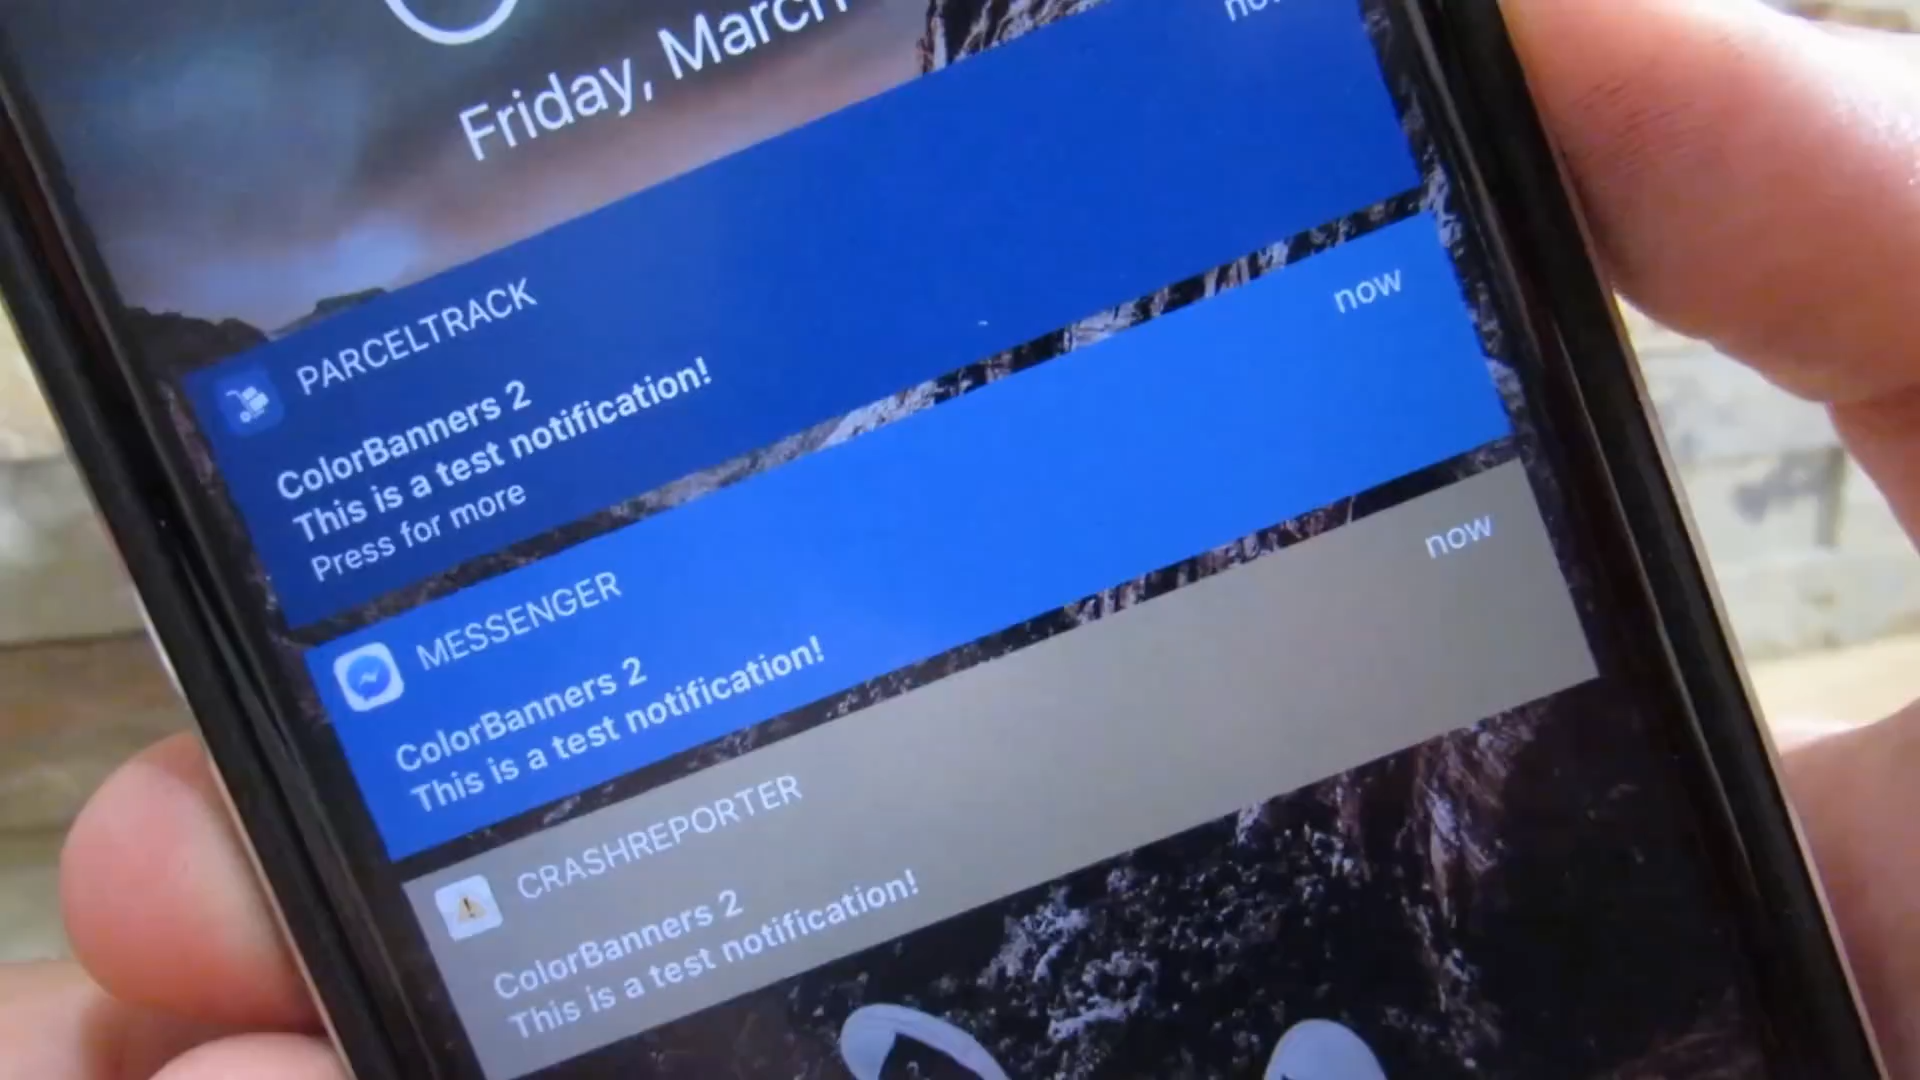 Friday, March
PARCELTRACK
ColorBanners 2
This is a test notification!
Press for more
MESSENGER now
ColorBanners 2
This is a test notification!
CRASHREPORTER now
ColorBanners 2
This is a test notification!